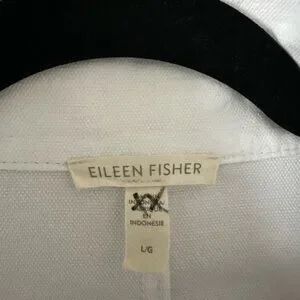 EILEEN FISHER
EN
INDONESIE
L/G